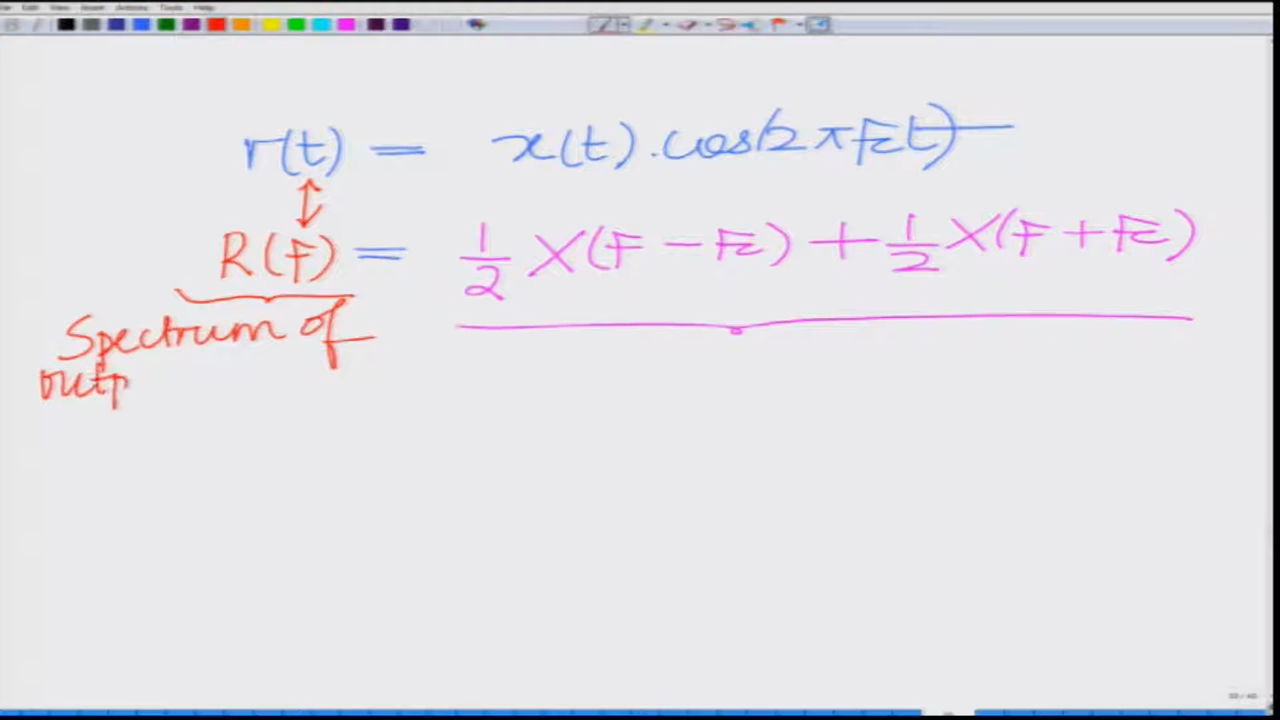 r(t) = x(t).cos(2πFct)
R(F) = 1/2 X(F - Fc) + 1/2 X(F + Fc)
Spectrum of
outp